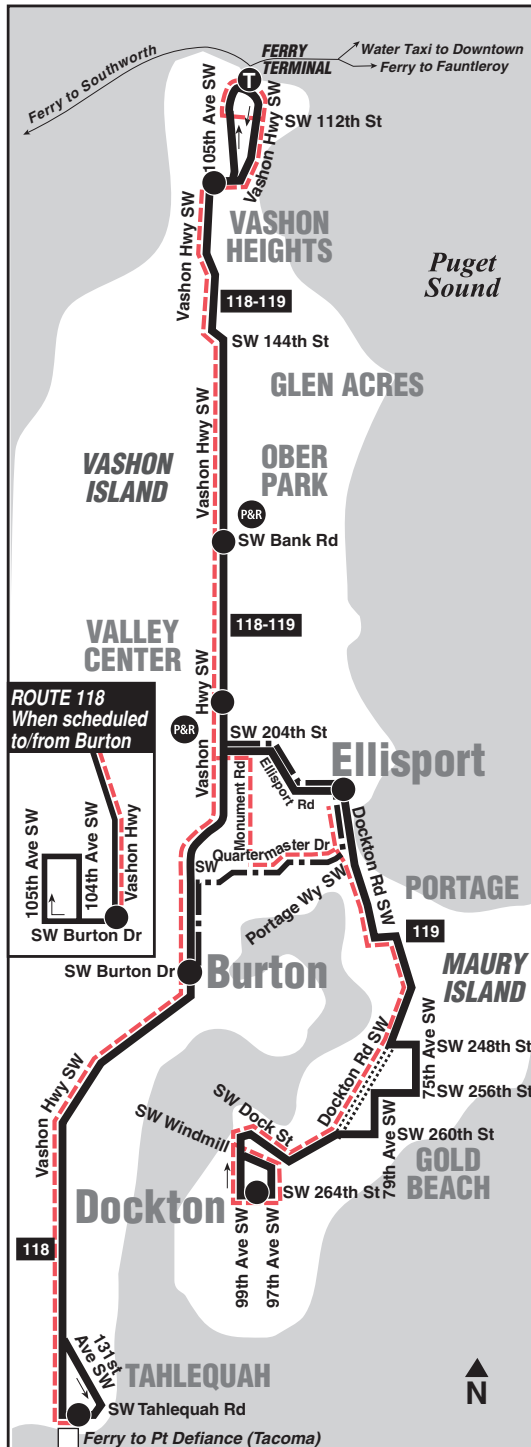 FERRY
TERMINAL
Water Taxi to Downtown
Ferry to Fauntleroy
Ferry to Southworth
T
105th Ave SW
SW 112th St
Vashon Hwy SW
VASHON
HEIGHTS
Vashon Hwy SW
Puget
Sound
118-119
SW 144th St
GLEN ACRES
Vashon Hwy SW
OBER
PARK
VASHON
ISLAND
P&R
SW Bank Rd
VALLEY
CENTER
118-119
Vashon Hwy SW
P&R
ROUTE 118
When scheduled
to/from Burton
105th Ave SW
104th Ave SW
Vashon Hwy
SW Burton Dr
SW 204th St
Ellisport
Ellisport Rd
Monument Rd
SW Quartermaster Dr
Dockton Rd SW
Portage Wy SW
PORTAGE
119
SW Burton Dr
Burton
MAURY
ISLAND
Vashon Hwy SW
Dockton Rd SW
75th Ave SW
SW 248th St
SW 256th St
79th Ave SW
SW 260th St
SW Dock St
SW Windmill
GOLD
BEACH
Dockton
SW 264th St
99th Ave SW
97th Ave SW
118
131st
Ave SW
TAHLEQUAH
SW Tahlequah Rd
N
Ferry to Pt Defiance (Tacoma)